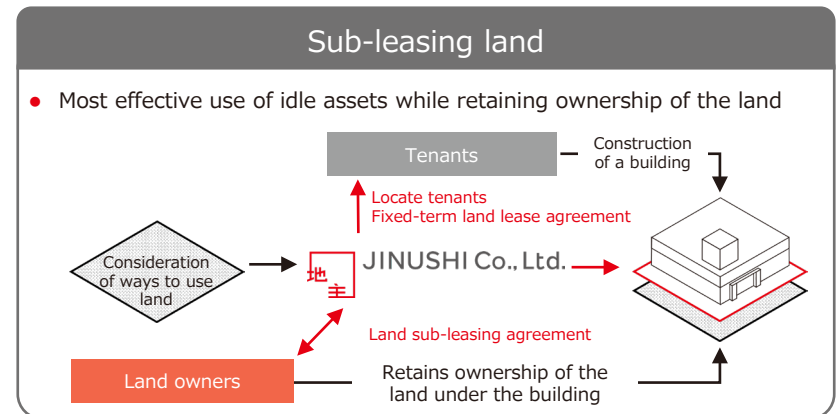 Sub-leasing land
● Most effective use of idle assets while retaining ownership of the land
Tenants
Construction
of a building
Locate tenants
Fixed-term land lease agreement
Consideration
of ways to use
land
地主
JINUSHI Co., Ltd.
Land sub-leasing agreement
Land owners
Retains ownership of the
land under the building